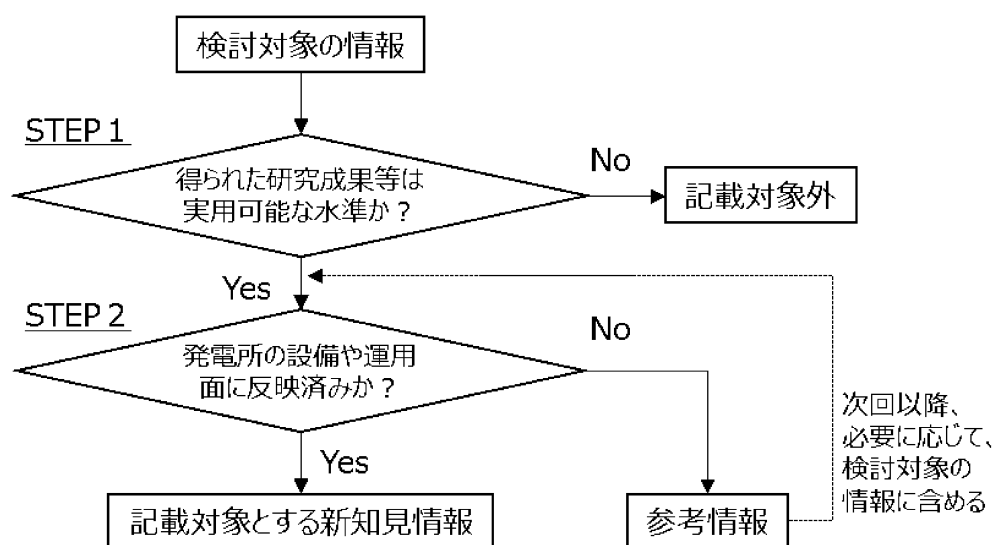 検討対象の情報
STEP 1
得られた研究成果等は
実用可能な水準か？
No
記載対象外
Yes
STEP 2
発電所の設備や運用
面に反映済みか？
No
次回以降、
必要に応じて、
検討対象の
情報に含める
Yes
記載対象とする新知見情報
参考情報